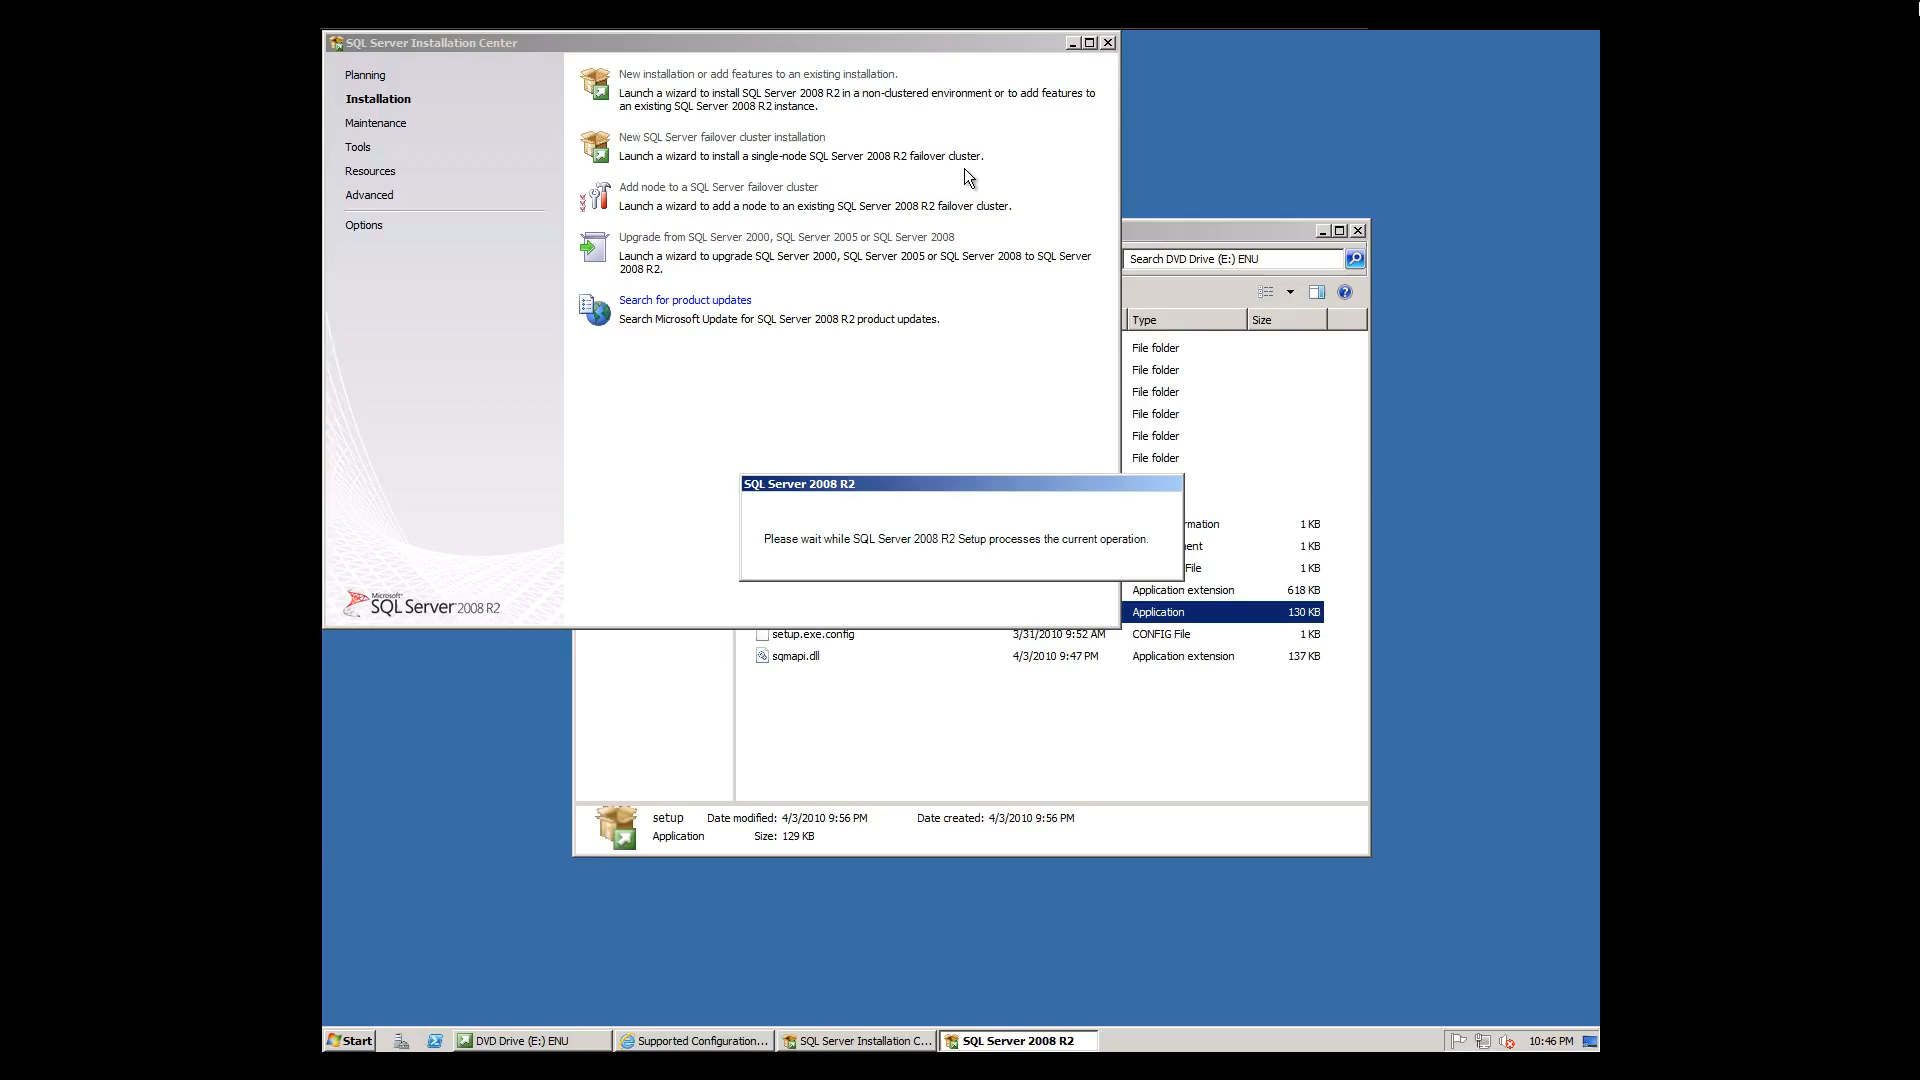 SQL Server Installation Center
Planning
Installation
Maintenance
Tools
Resources
Advanced
Options
Microsoft®
SQL Server 2008 R2
New installation or add features to an existing installation.
Launch a wizard to install SQL Server 2008 R2 in a non-clustered environment or to add features to
an existing SQL Server 2008 R2 instance.
New SQL Server failover cluster installation
Launch a wizard to install a single-node SQL Server 2008 R2 failover cluster.
Add node to a SQL Server failover cluster
Launch a wizard to add a node to an existing SQL Server 2008 R2 failover cluster.
Upgrade from SQL Server 2000, SQL Server 2005 or SQL Server 2008
Launch a wizard to upgrade SQL Server 2000, SQL Server 2005 or SQL Server 2008 to SQL Server
2008 R2.
Search for product updates
Search Microsoft Update for SQL Server 2008 R2 product updates.
SQL Server 2008 R2
Please wait while SQL Server 2008 R2 Setup processes the current operation.
Search DVD Drive (E:) ENU
Type Size
File folder
File folder
File folder
File folder
File folder
File folder
1 KB
1 KB
File 1 KB
Application extension 618 KB
Application 130 KB
setup.exe.config 3/31/2010 9:52 AM CONFIG File 1 KB
sqmapi.dll 4/3/2010 9:47 PM Application extension 137 KB
setup Date modified: 4/3/2010 9:56 PM Date created: 4/3/2010 9:56 PM
Application Size: 129 KB
Start DVD Drive (E:) ENU Supported Configuration... SQL Server Installation C... SQL Server 2008 R2 10:46 PM